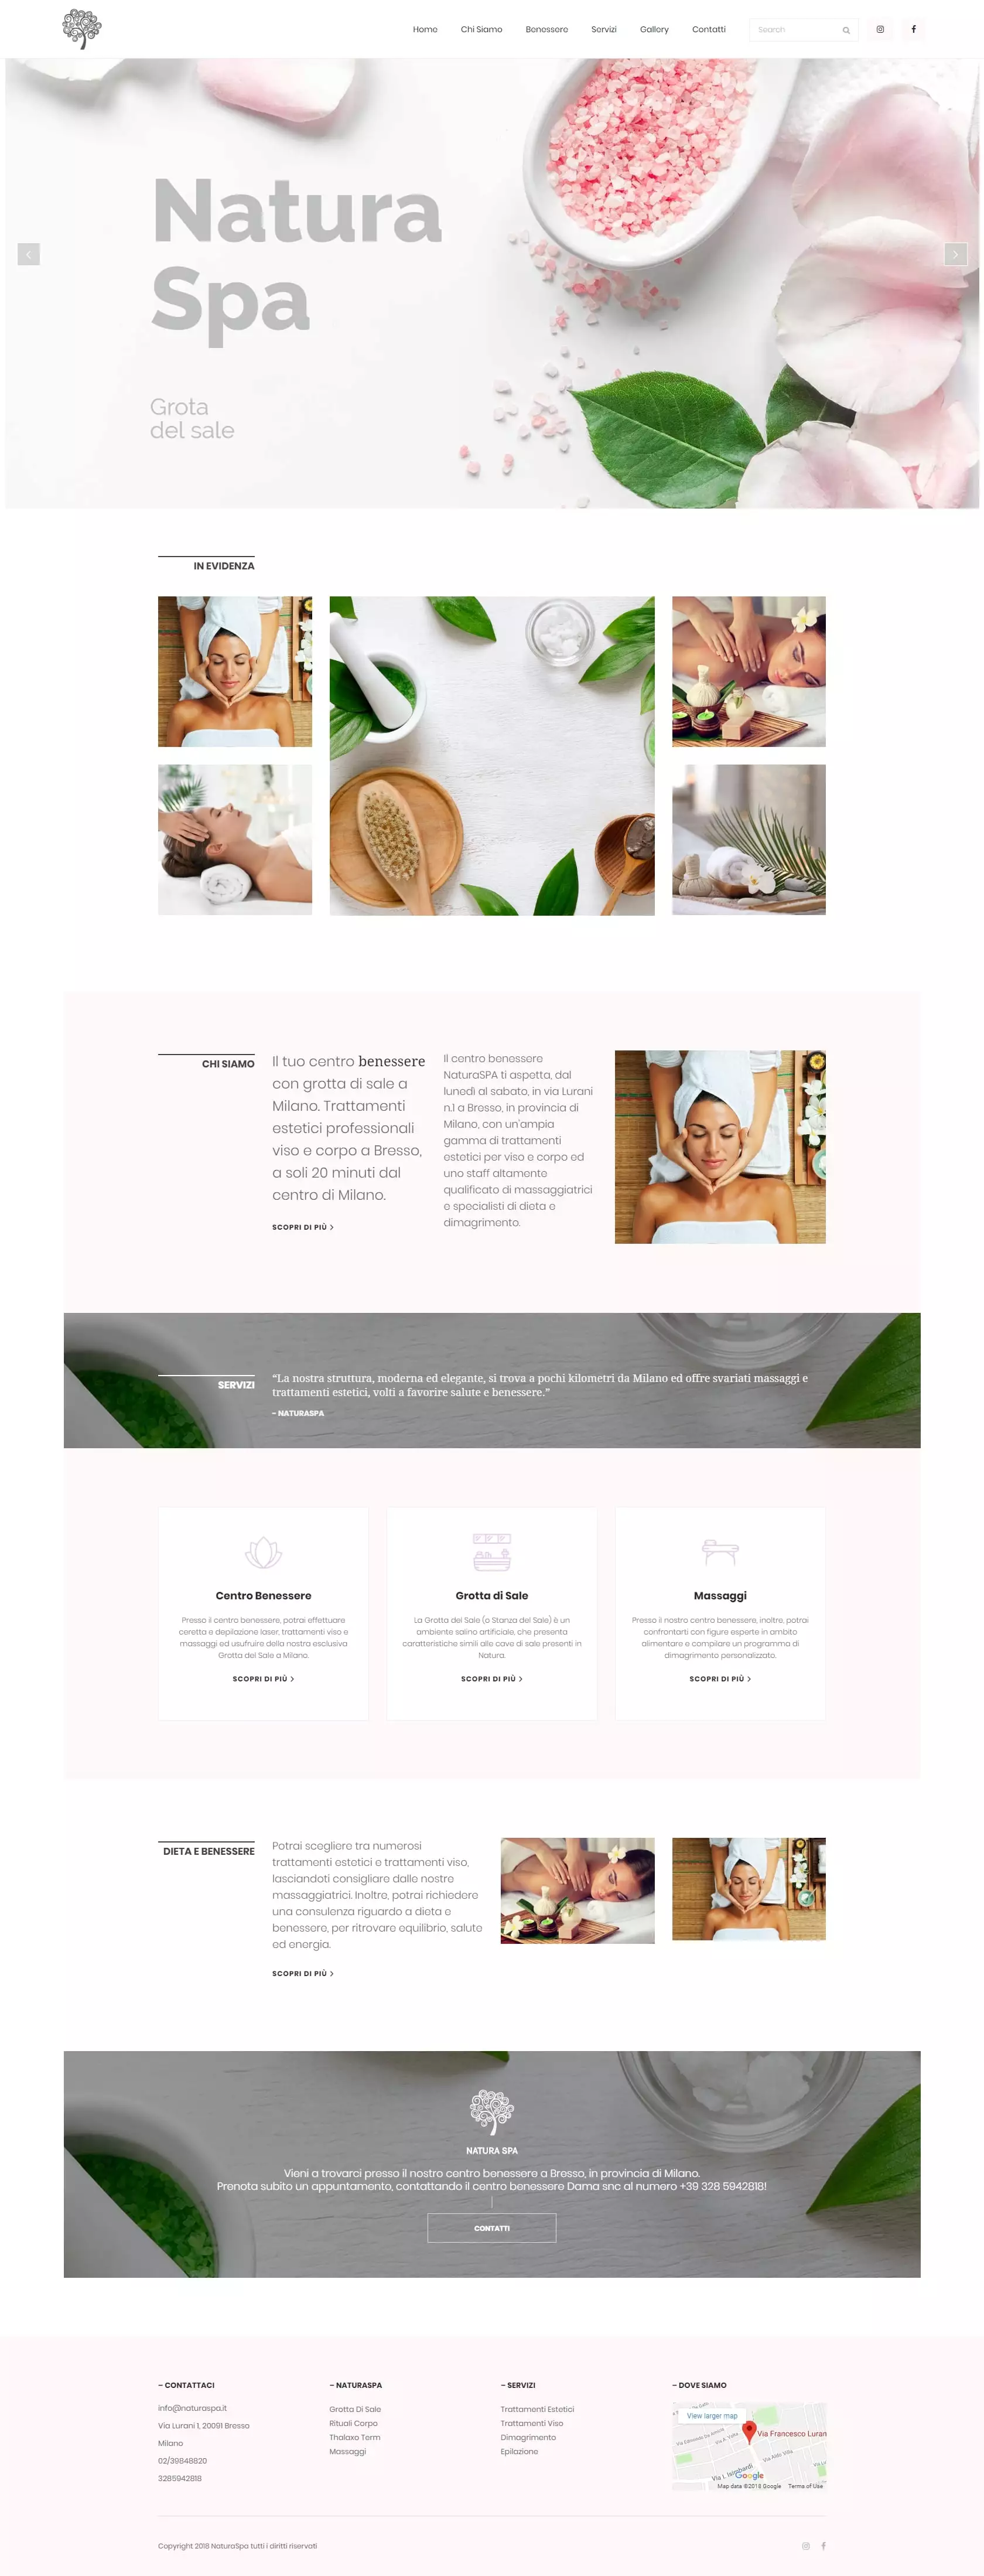 Home Chi Siamo Benessere Servizi Gallery Contatti Search
Natura
Spa
Grota
del sale
IN EVIDENZA
CHI SIAMO
Il tuo centro benessere
con grotta di sale a
Milano. Trattamenti
estetici professionali
viso e corpo a Bresso,
a soli 20 minuti dal
centro di Milano.
SCOPRI DI PIÙ
Il centro benessere
NaturaSPA ti aspetta, dal
lunedì al sabato, in via Lurani
n.1 a Bresso, in provincia di
Milano, con un'ampia
gamma di trattamenti
estetici per viso e corpo ed
uno staff altamente
qualificato di massaggiatrici
e specialisti di dieta e
dimagrimento.
SERVIZI
“La nostra struttura, moderna ed elegante, si trova a pochi kilometri da Milano ed offre svariati massaggi e
trattamenti estetici, volti a favorire salute e benessere.”
– NATURASPA
Centro Benessere
Presso il centro benessere, potrai effettuare
ceretta e depilazione laser. trattamenti viso e
massaggi ed usufruire della nostra esclusiva
Grotta del Sale a Milano.
SCOPRI DI PIÙ
Grotta di Sale
La Grotta del Sale (o Stanza del Sale) è un
ambiente salino artificiale, che presenta
caratteristiche simili alle cave di sale presenti in
Natura.
SCOPRI DI PIÙ
Massaggi
Presso il nostro centro benessere, inoltre, potrai
confrontarti con figure esperte in ambito
alimentare e compilare un programma di
dimagrimento personalizzato.
SCOPRI DI PIÙ
DIETA E BENESSERE
Potrai scegliere tra numerosi
trattamenti estetici e trattamenti viso,
lasciandoti consigliare dalle nostre
massaggiatrici. Inoltre, potrai richiedere
una consulenza riguardo a dieta e
benessere, per ritrovare equilibrio, salute
ed energia.
SCOPRI DI PIÙ
NATURA SPA
Vieni a trovarci presso il nostro centro benessere a Bresso, in provincia di Milano.
Prenota subito un appuntamento, contattando il centro benessere Dama snc al numero +39 328 5942818!
CONTATTI
– CONTATTACI
info@naturaspa.it
Via Lurani 1, 20091 Bresso
Milano
02/39848820
3285942818
– NATURASPA
Grotta Di Sale
Rituali Corpo
Thalaxo Term
Massaggi
– SERVIZI
Trattamenti Estetici
Trattamenti Viso
Dimagrimento
Epilazione
– DOVE SIAMO
View larger map
Via Francesco Luran
Via A. Volta
Via Aldo Villa
Via L. Isimbardi
Google
Map data ©2018 Google Terms of Use
Copyright 2018 NaturaSpa tutti i diritti riservati